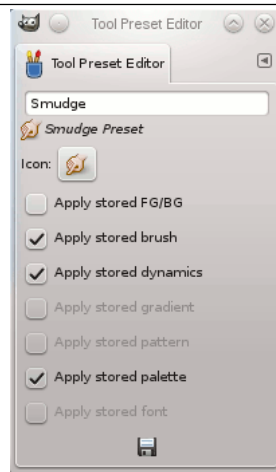 Tool Preset Editor
Tool Preset Editor
Smudge
Smudge Preset
Icon:
Apply stored FG/BG
Apply stored brush
Apply stored dynamics
Apply stored gradient
Apply stored pattern
Apply stored palette
Apply stored font